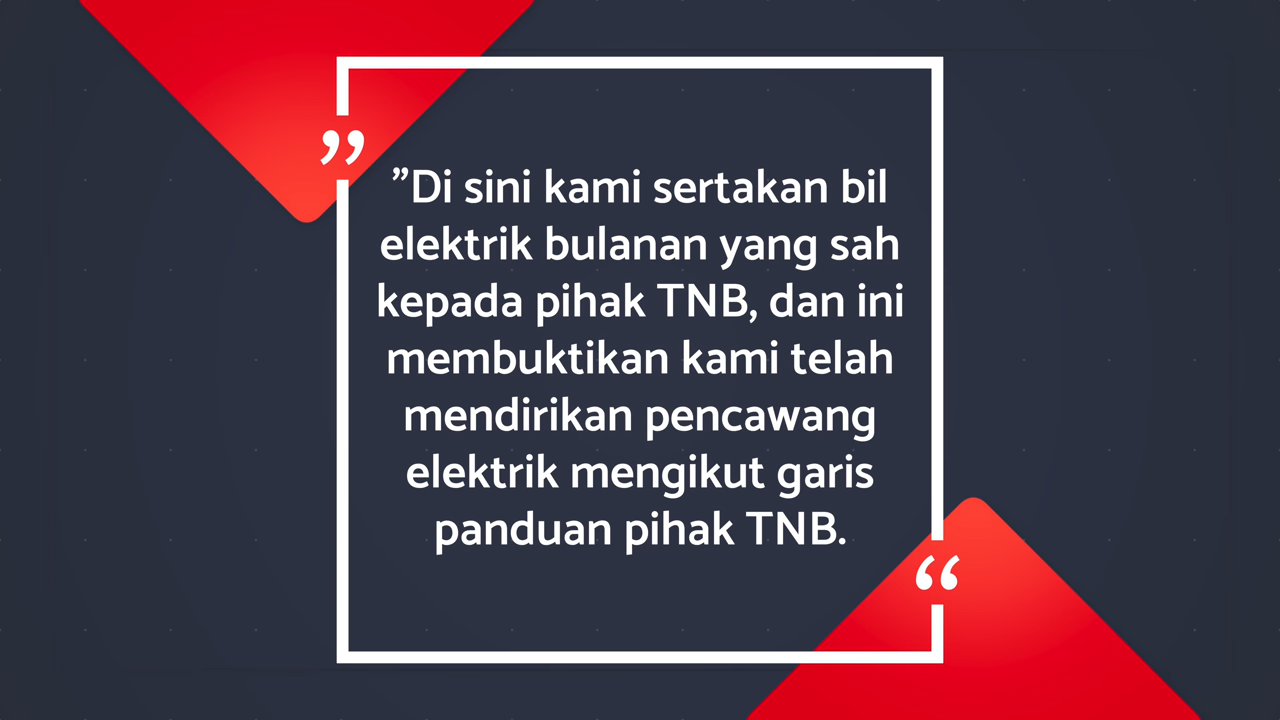 ”
”Di sini kami sertakan bil
elektrik bulanan yang sah
kepada pihak TNB, dan ini
membuktikan kami telah
mendirikan pencawang
elektrik mengikut garis
panduan pihak TNB.
“